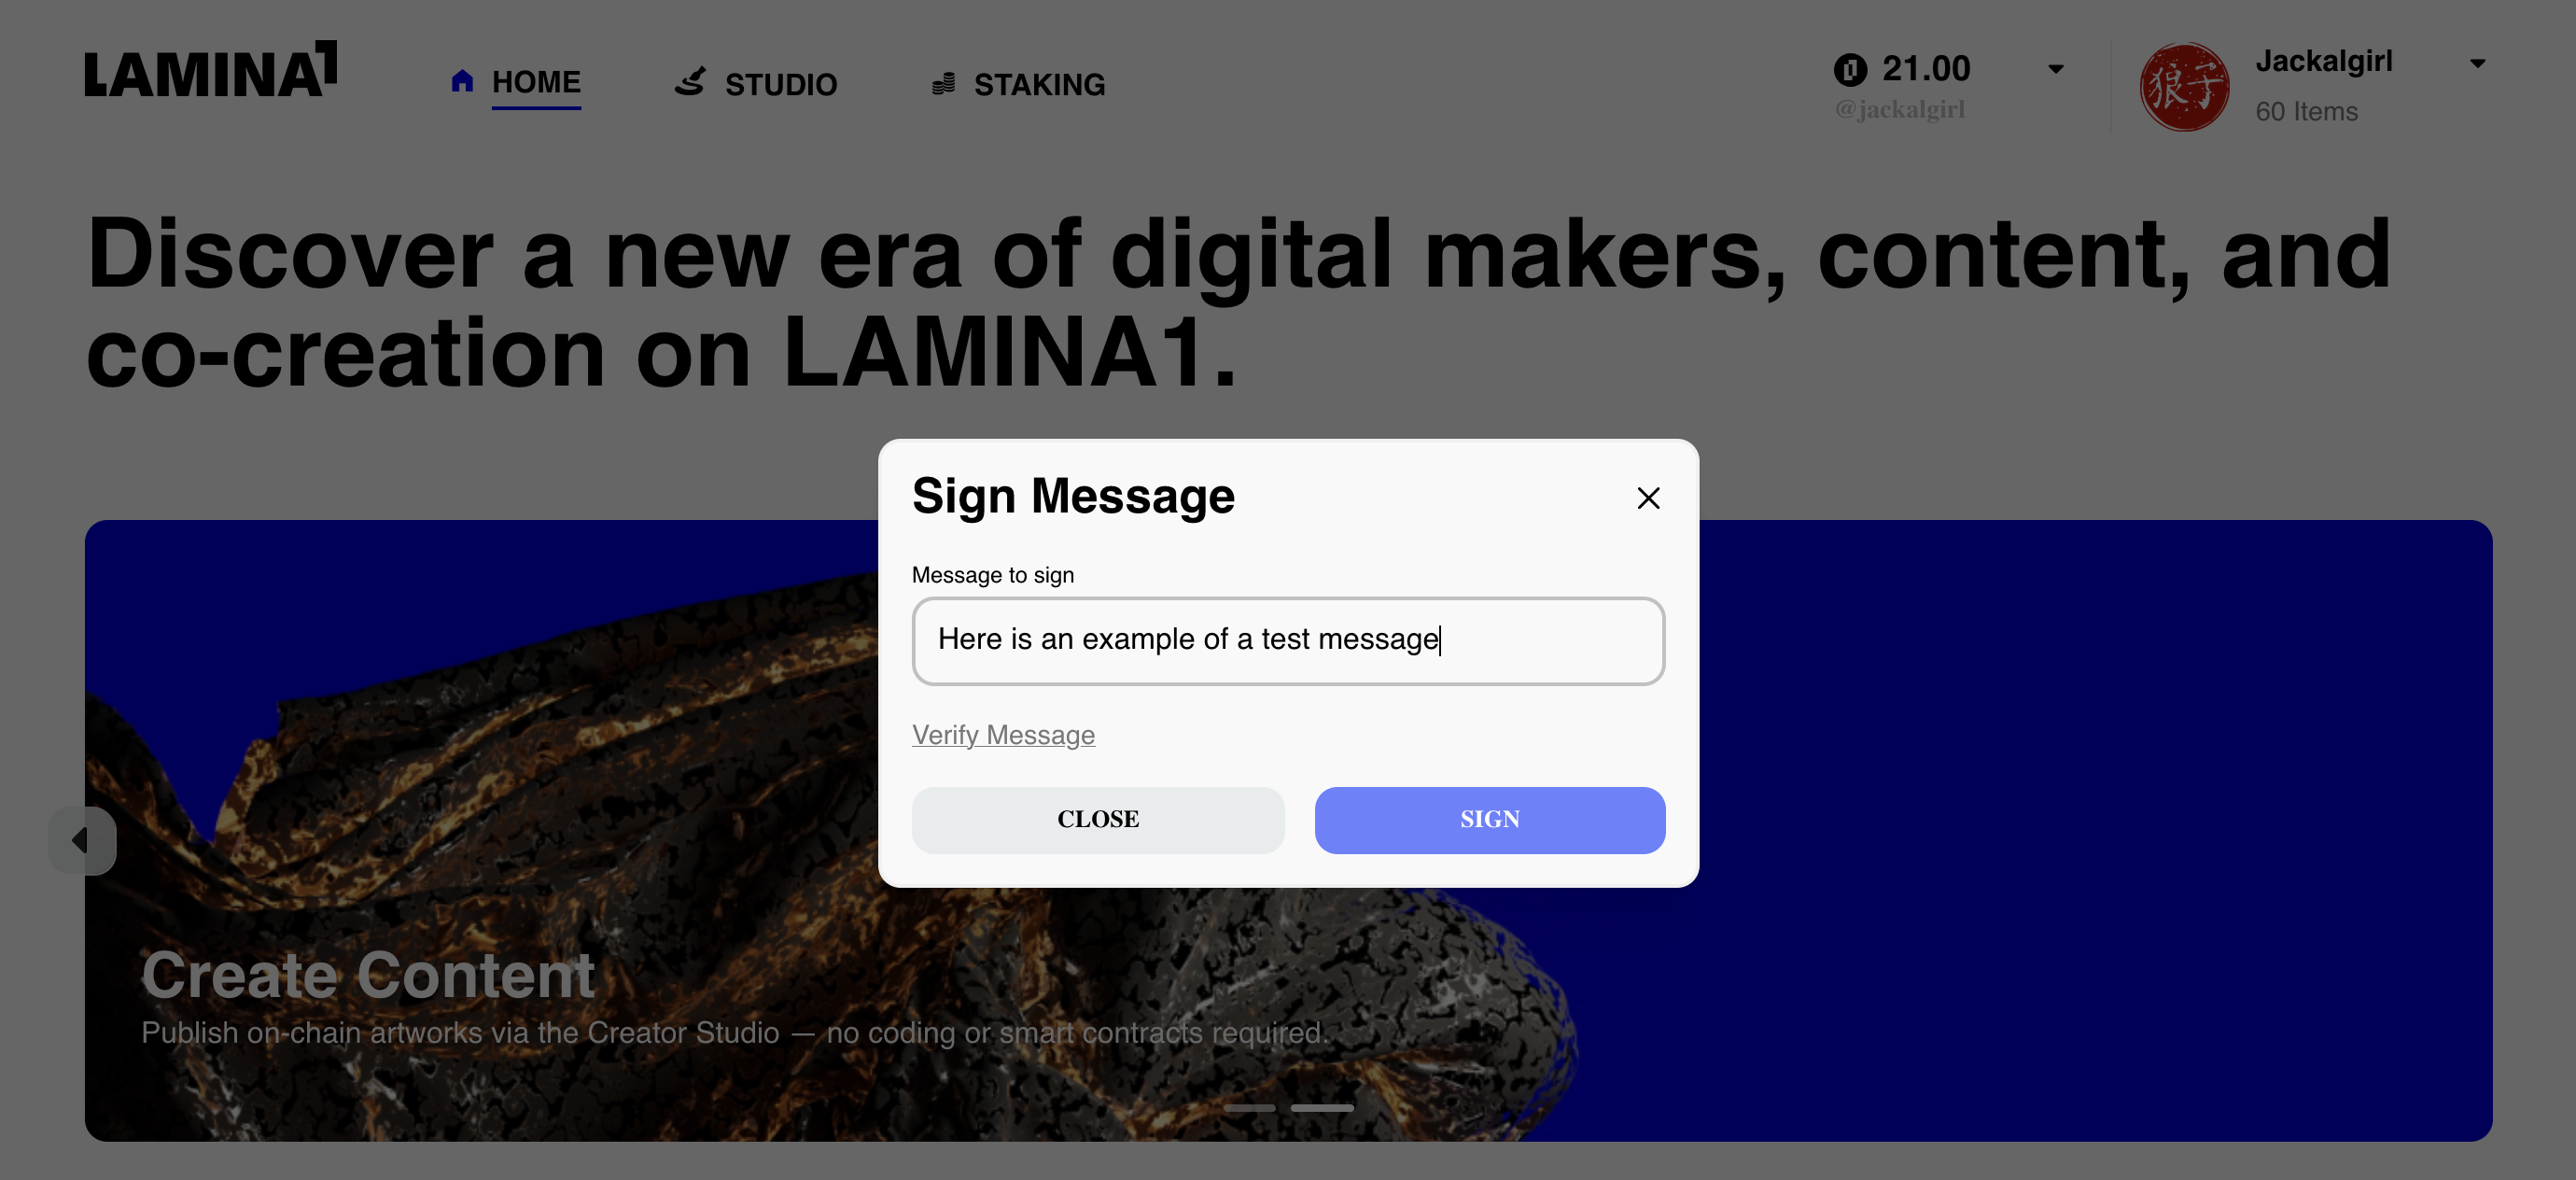 LAMINA1
HOME
STUDIO
STAKING
21.00
@jackalgirl
狼子
Jackalgirl
60 Items
Discover a new era of digital makers, content, and
co-creation on LAMINA1.
Sign Message
Message to sign
Here is an example of a test message
Verify Message
CLOSE
SIGN
Create Content
Publish on-chain artworks via the Creator Studio — no coding or smart contracts required.